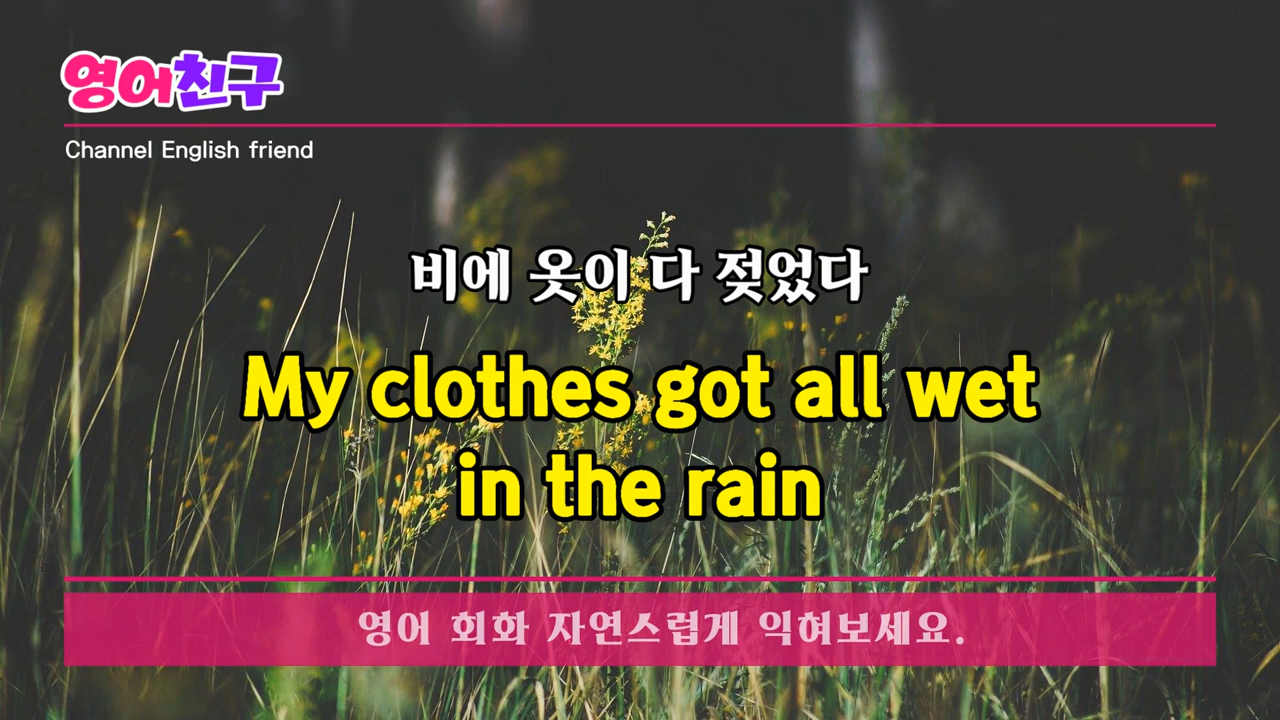 영어친구
Channel English friend
비에 옷이 다 젖었다
My clothes got all wet
in the rain
영어 회화 자연스럽게 익혀보세요.